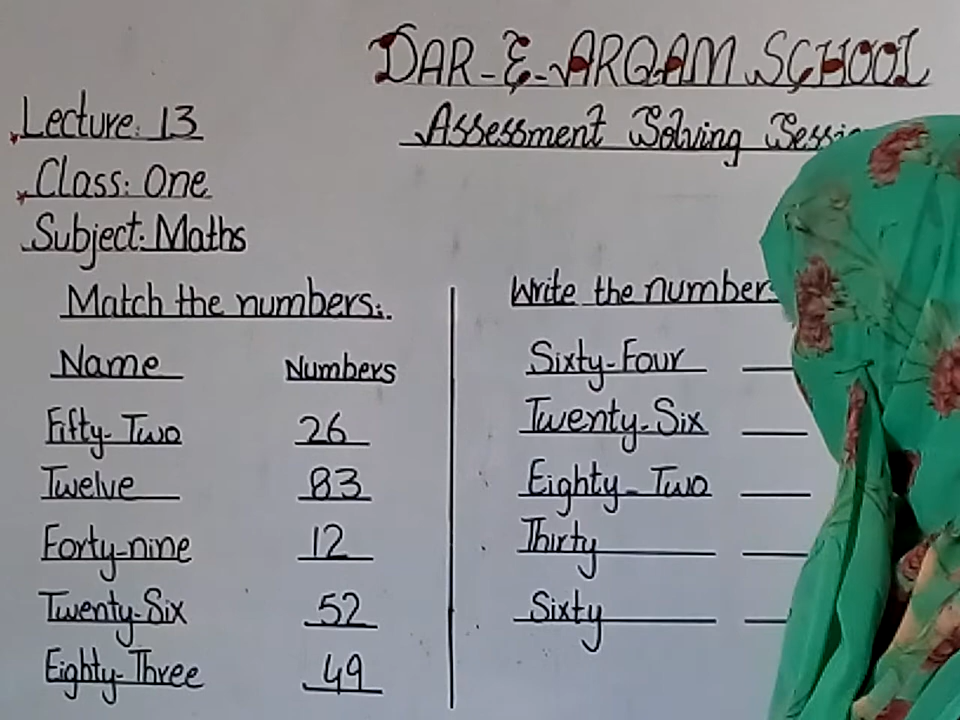 DAR-E-ARQAM SCHOOL
Assessment Solving
Lecture: 13
Class: One
Subject: Maths
Match the numbers:
Name Numbers
Fifty-Two 26
Twelve 83
Forty-nine 12
Twenty-Six 52
Eighty-Three 49
Write the number
Sixty-Four
Twenty-Six
Eighty-Two
Thirty
Sixty